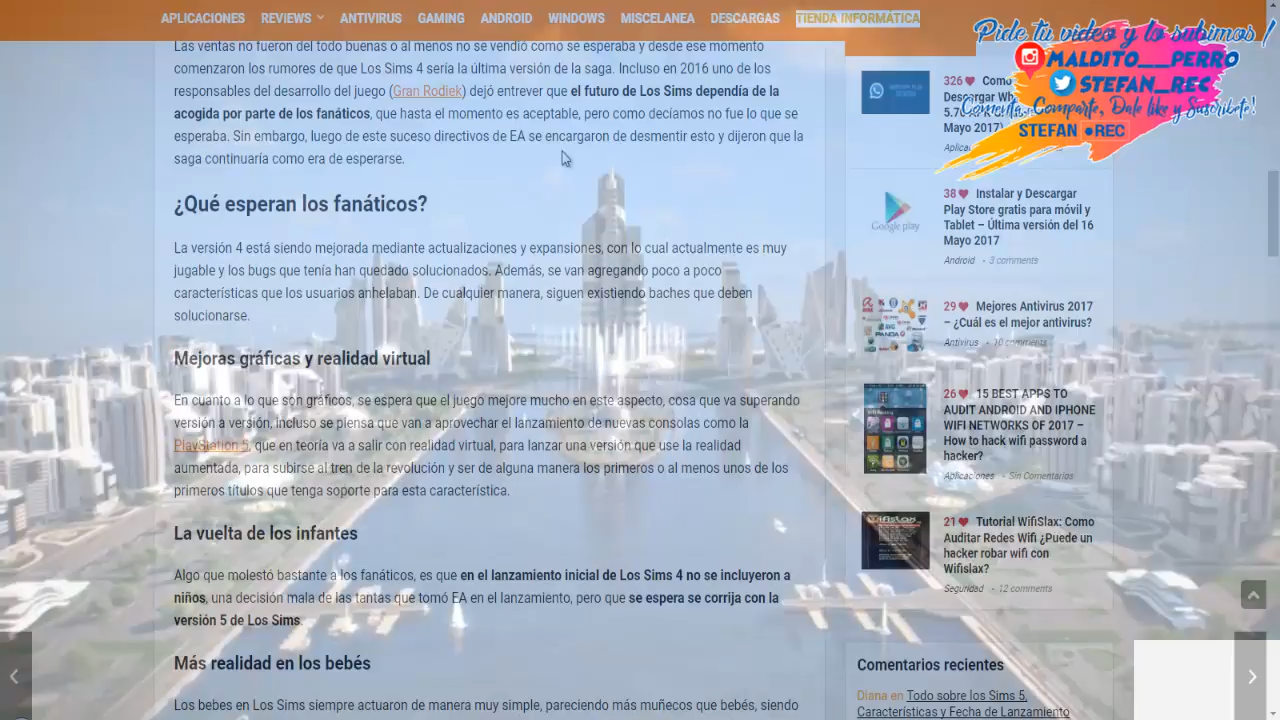 APLICACIONES REVIEWS ANTIVIRUS GAMING ANDROID WINDOWS MISCELANEA DESCARGAS TIENDA INFORMÁTICA
Las ventas no fueron del todo buenas o al menos no se vendió como se esperaba y desde ese momento
comenzaron los rumores de que Los Sims 4 sería la última versión de la saga. Incluso en 2016 uno de los
responsables del desarrollo del juego (Gran Rodiek) dejó entrever que el futuro de Los Sims dependía de la
acogida por parte de los fanáticos, que hasta el momento es aceptable, pero como decíamos no fue lo que se
esperaba. Sin embargo, luego de este traspiés directivos de EA se encargaron de desmentir esto y dijeron que la
saga continuaría como era de esperarse.
¿Qué esperan los fanáticos?
La versión 4 está siendo mejorada mediante actualizaciones y expansiones, con lo cual actualmente es muy
jugable y los bugs que tenía han quedado solucionados. Además, se van agregando poco a poco
características que los usuarios anhelaban. De cualquier manera, siguen existiendo baches que deben
solucionarse.
Mejoras gráficas y realidad virtual
En cuanto a lo que son gráficos, se espera que el juego mejore mucho en este aspecto, cosa que va superando
versión a versión, incluso se piensa que van a aprovechar el lanzamiento de nuevas consolas como la
PlayStation 5, que en teoría va a salir con realidad virtual, para lanzar una versión que use la realidad
aumentada, para subirse al tren de la revolución y ser de alguna manera los primeros o al menos unos de los
primeros títulos que tenga soporte para esta característica.
La vuelta de los infantes
Algo que molestó bastante a los fanáticos, es que en el lanzamiento inicial de Los Sims 4 no se incluyeron a
niños, una decisión mala de las tantas que tomó EA en el lanzamiento, pero que se espera se corrija con la
versión 5 de Los Sims.
Más realidad en los bebés
Los bebes en Los Sims siempre actuaron de manera muy simple, pareciendo más muñecos que bebés, siendo
Pide tu video y lo subimos !
MALDITO___PERRO
STEFAN_REC
Comenta, Comparte, Dale like y Suscribete!
STEFAN ●REC
326 Como
Descargar
Mayo 2017)
38 Instalar y Descargar
Play Store gratis para móvil y
Tablet – Última versión del 16
Mayo 2017
Android - 3 comments
Google play
29 Mejores Antivirus 2017
– ¿Cuál es el mejor antivirus?
Antivirus - 10 comments
26 15 BEST APPS TO
AUDIT ANDROID AND IPHONE
WIFI NETWORKS OF 2017 –
How to hack wifi password a
hacker?
Aplicaciones - Sin Comentarios
21 Tutorial WifiSlax: Como
Auditar Redes Wifi ¿Puede un
hacker robar wifi con
Wifislax?
Seguridad - 12 comments
Comentarios recientes
Diana en Todo sobre los Sims 5,
Características y Fecha de Lanzamiento